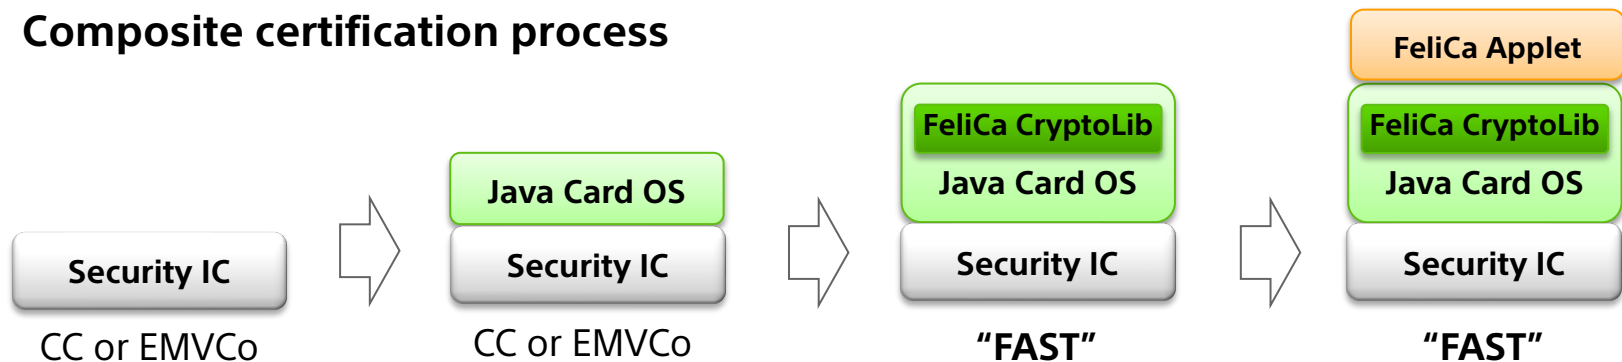 Composite certification process
Security IC
CC or EMVCo
Java Card OS
Security IC
CC or EMVCo
FeliCa CryptoLib
Java Card OS
Security IC
“FAST”
FeliCa Applet
FeliCa CryptoLib
Java Card OS
Security IC
“FAST”